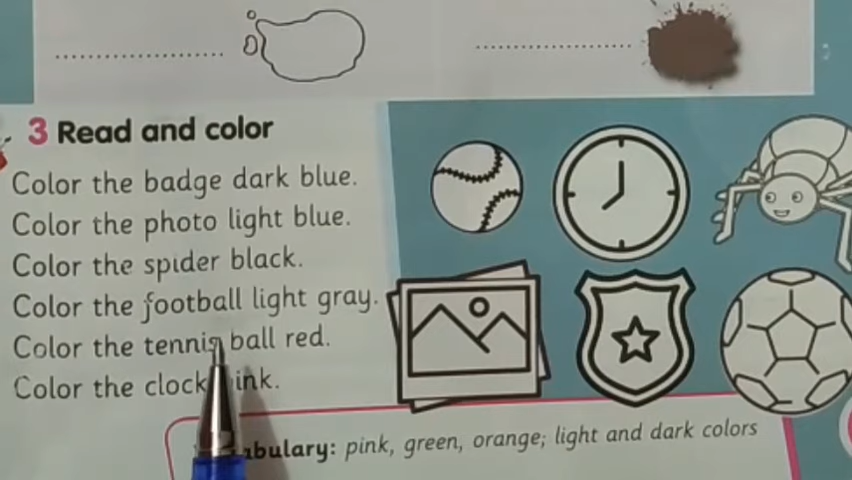 3 Read and color
Color the badge dark blue.
Color the photo light blue.
Color the spider black.
Color the football light gray.
Color the tennis ball red.
Color the clock
abulary: pink, green, orange; light and dark colors